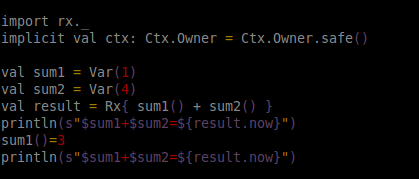 import rx._
implicit val ctx: Ctx.Owner = Ctx.Owner.safe()
val sum1 = Var(1)
val sum2 = Var(4)
val result = Rx{ sum1() + sum2() }
println(s"$sum1+$sum2=${result.now}")
sum1()=3
println(s"$sum1+$sum2=${result.now}")